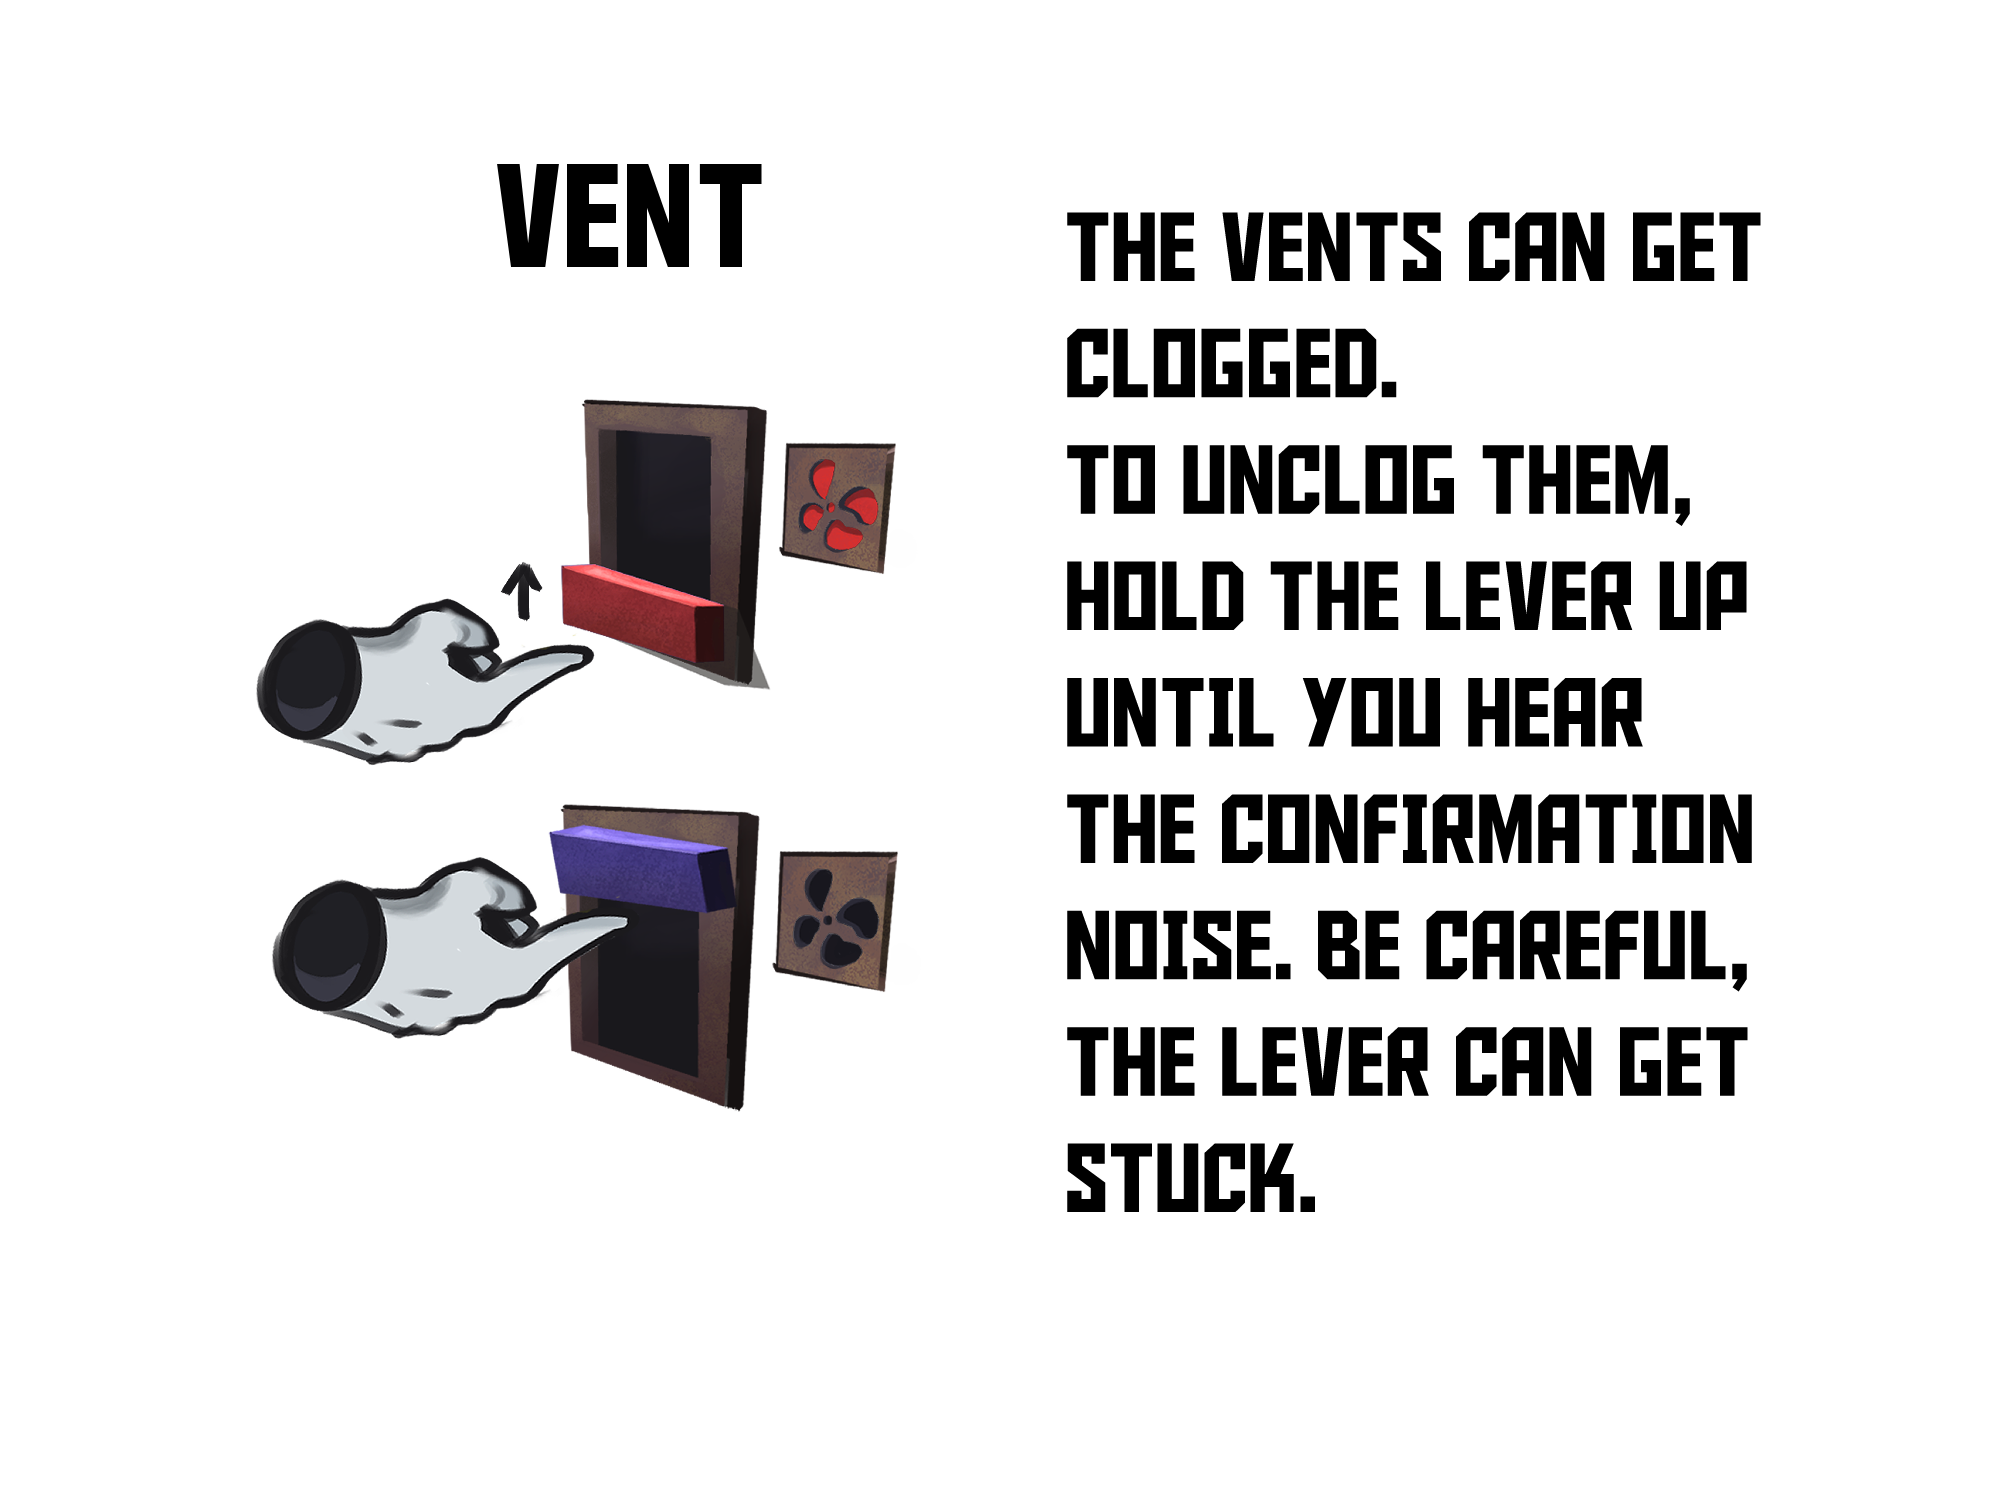 VENT
THE VENTS CAN GET
CLOGGED.
TO UNCLOG THEM,
HOLD THE LEVER UP
UNTIL YOU HEAR
THE CONFIRMATION
NOISE. BE CAREFUL,
THE LEVER CAN GET
STUCK.